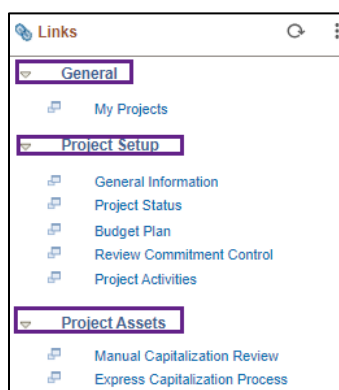 Links
General
My Projects
Project Setup
General Information
Project Status
Budget Plan
Review Commitment Control
Project Activities
Project Assets
Manual Capitalization Review
Express Capitalization Process